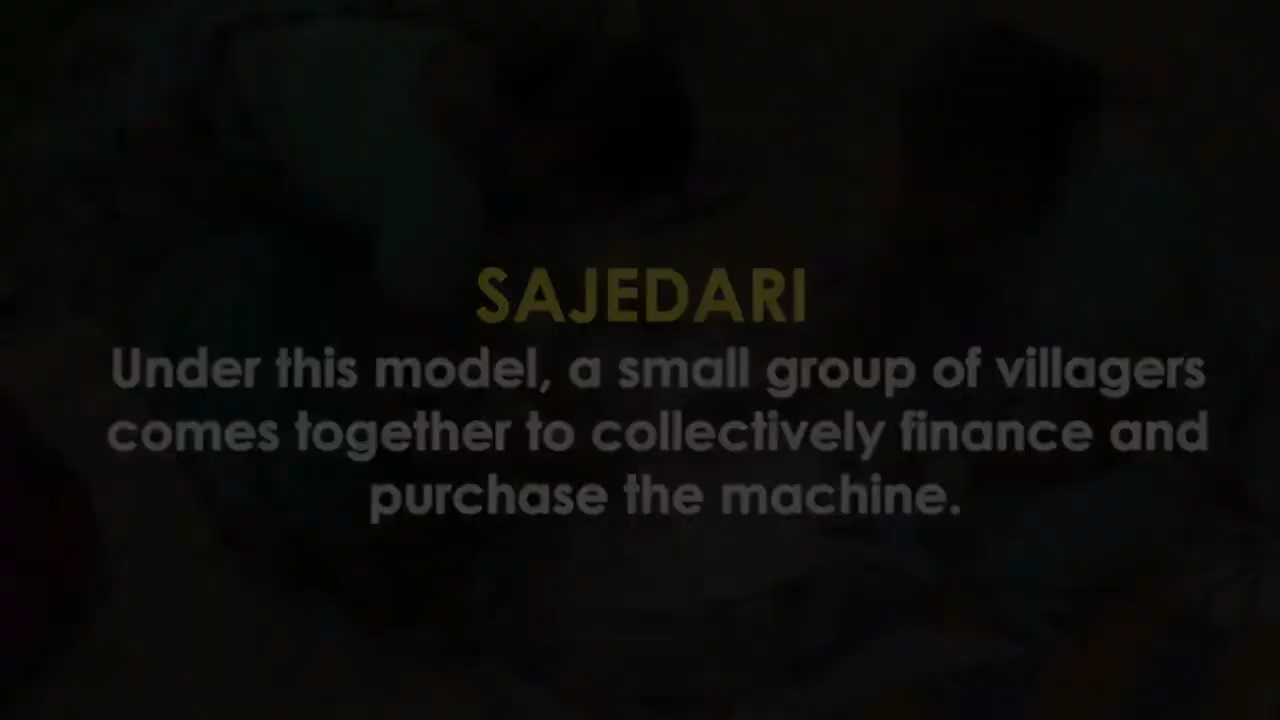 SAJEDARI
Under this model, a small group of villagers
comes together to collectively finance and
purchase the machine.